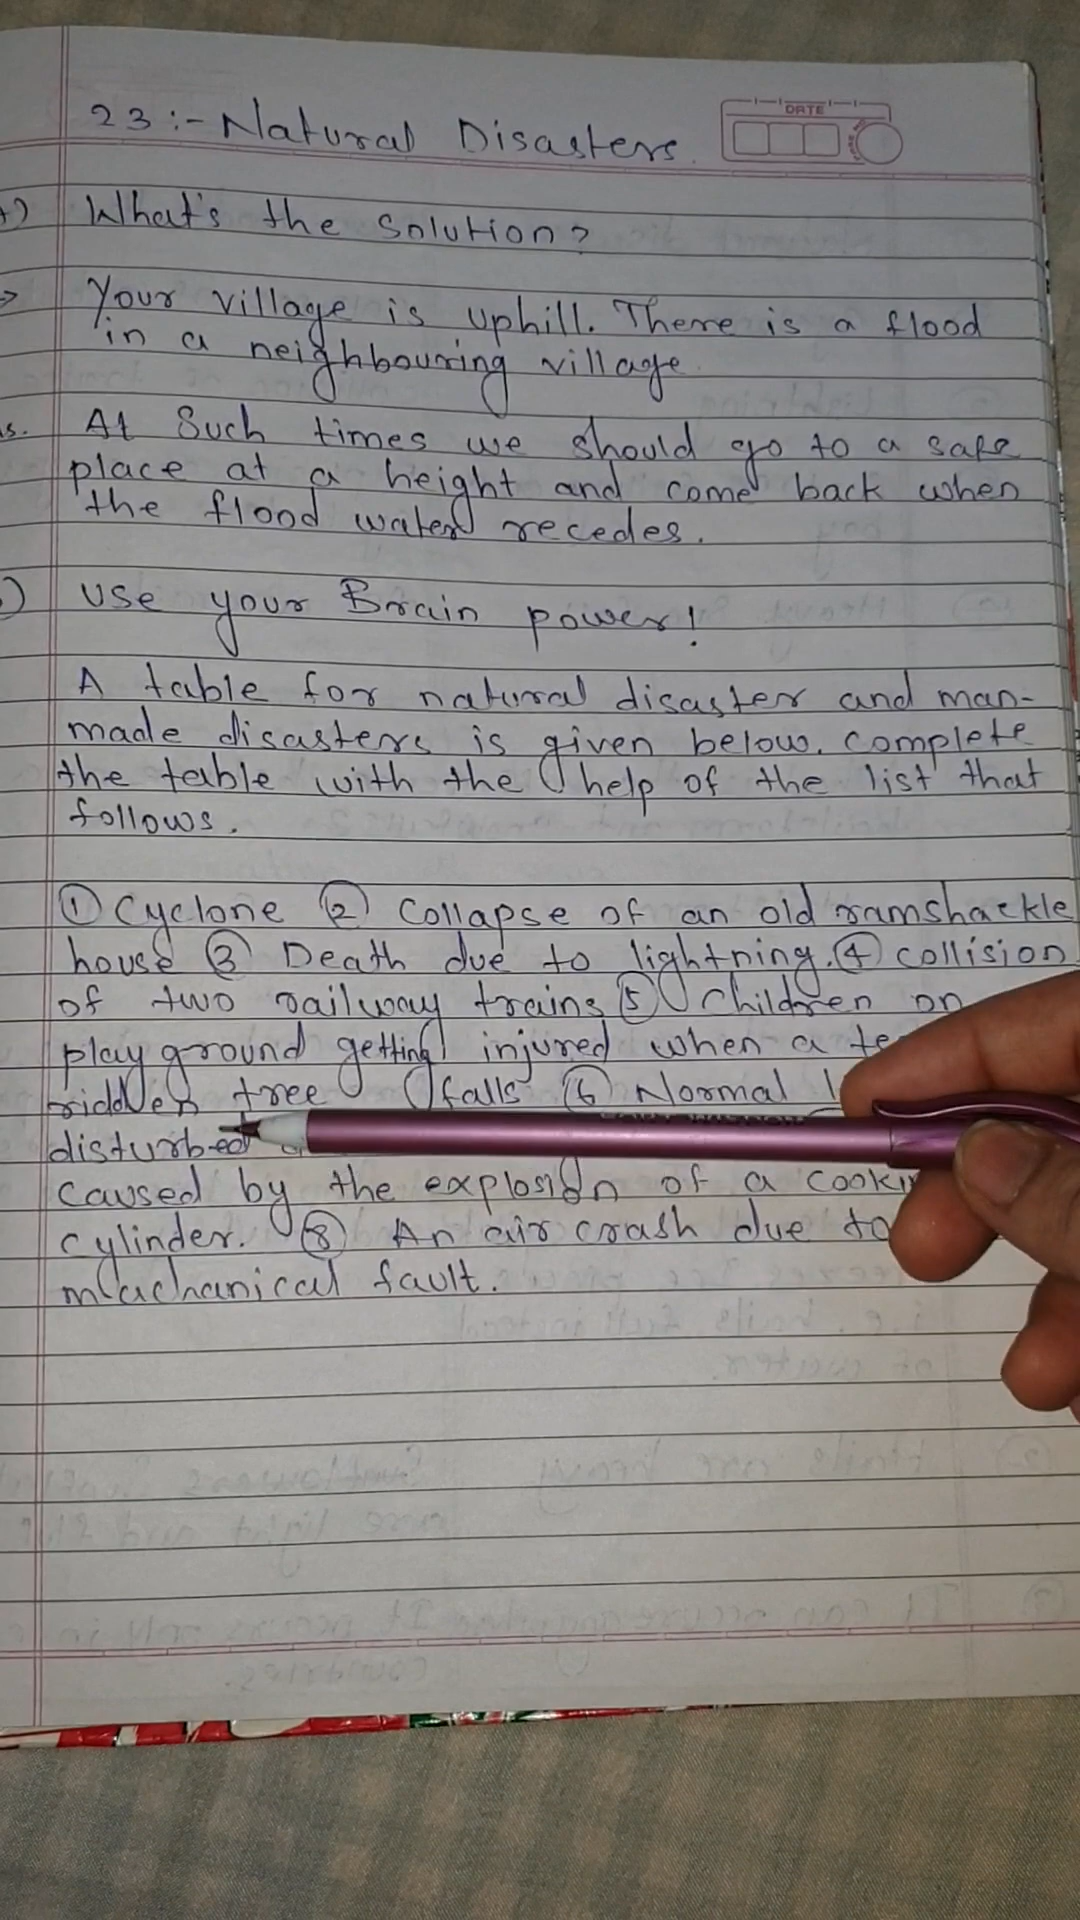 23:- Natural Disasters.
DATE
What's the solution?
Your village is uphill. There is a flood
in a neighbouring village.
At Such times we should go to a safe
place at a height and come back when
the flood water recedes.
Use your Brain power!
A table for natural disaster and man-
made disasters is given below. complete
the table with the help of the list that
follows.
① Cyclone ② Collapse of an old ramshackle
house ③ Death due to lightning. ④ collision
of two railway trains ⑤ Children on
play ground getting injured when a
ridden tree falls ⑥ Normal
disturbed
caused by the explosion of a
cylinder. ⑧ An air crash due to
machanical fault.